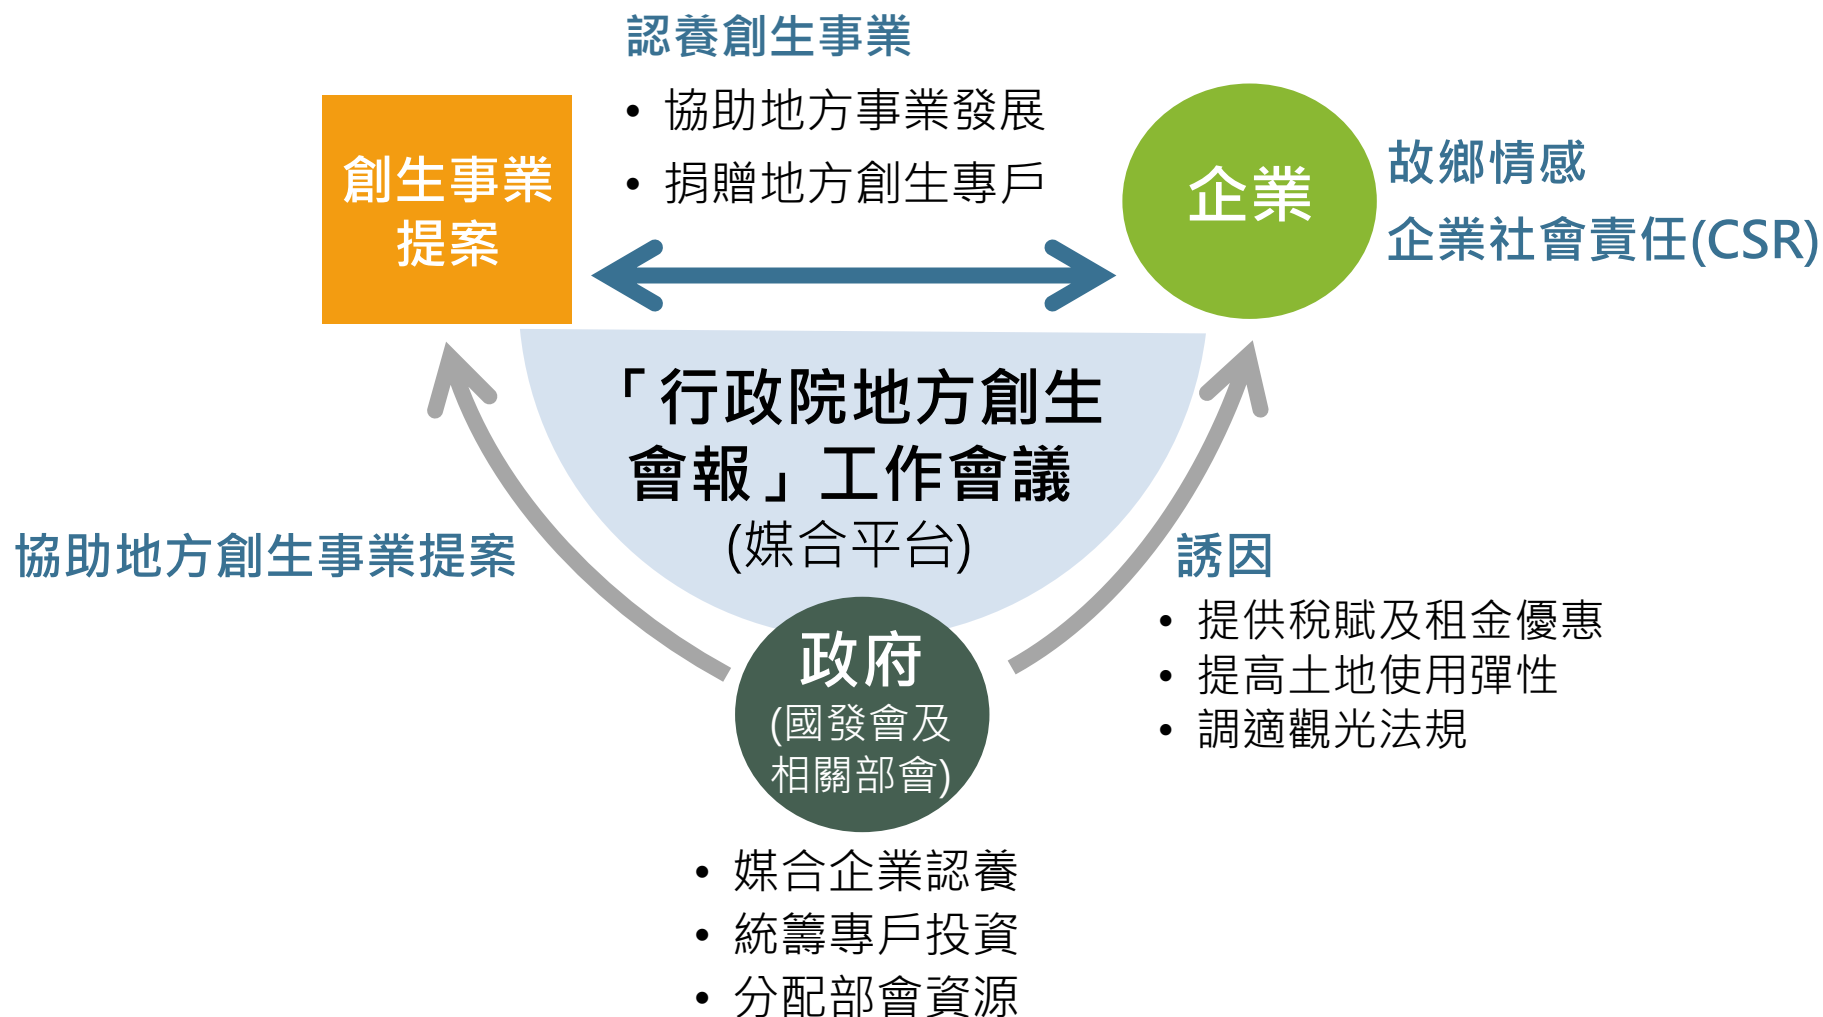 認養創生事業
• 協助地方事業發展
• 捐贈地方創生專戶
創生事業
提案
企業
故鄉情感
企業社會責任(CSR)
「行政院地方創生
會報」工作會議
(媒合平台)
協助地方創生事業提案
誘因
• 提供稅賦及租金優惠
• 提高土地使用彈性
• 調適觀光法規
政府
(國發會及
相關部會)
• 媒合企業認養
• 統籌專戶投資
• 分配部會資源